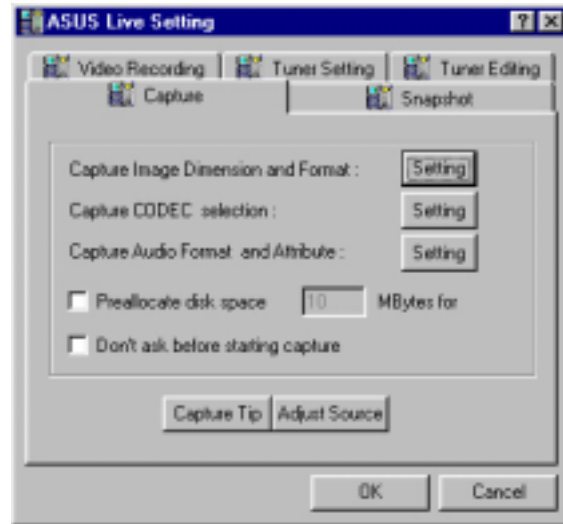 ASUS Live Setting
Video Recording Tuner Setting Tuner Editing
Capture Snapshot
Capture Image Dimension and Format : Setting
Capture CODEC selection : Setting
Capture Audio Format and Attribute : Setting
Preallocate disk space 10 MBytes for
Don't ask before starting capture
Capture Tip Adjust Source
OK Cancel